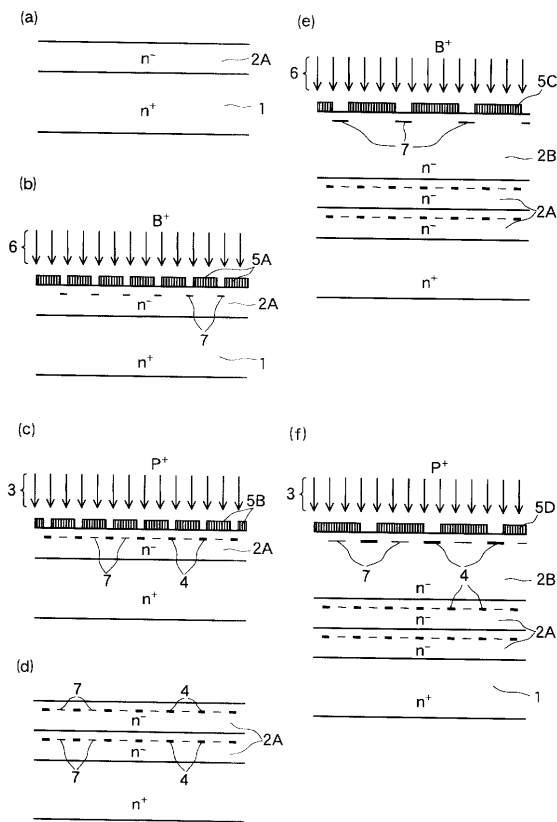 (a)
n⁻
2A
n⁺
1
(b)
B⁺
6
5A
2A
n⁻
7
n⁺
1
(c)
P⁺
3
5B
2A
n⁻
7
4
n⁺
(d)
7
4
n⁻
2A
n⁻
7
4
n⁺
(e)
B⁺
6
5C
7
2B
n⁻
n⁻
2A
n⁻
n⁺
(f)
P⁺
3
5D
7
4
2B
n⁻
n⁻
2A
n⁻
1
n⁺